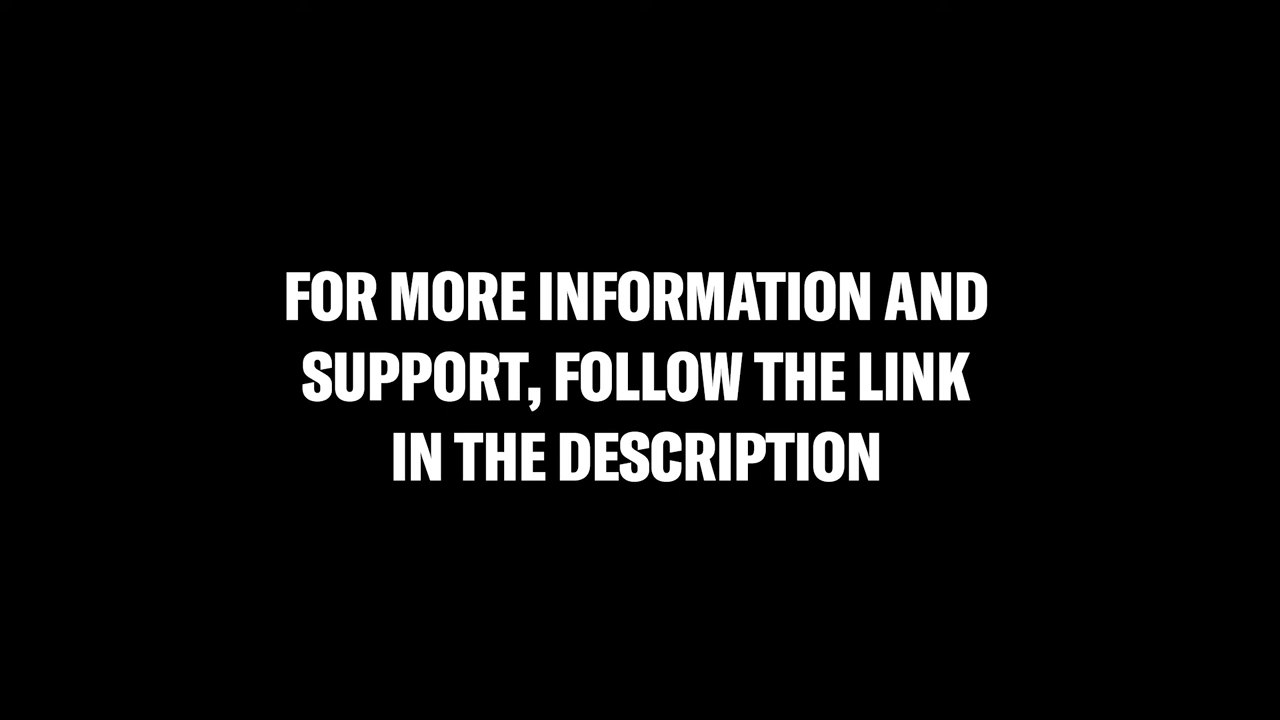 FOR MORE INFORMATION AND
SUPPORT, FOLLOW THE LINK
IN THE DESCRIPTION